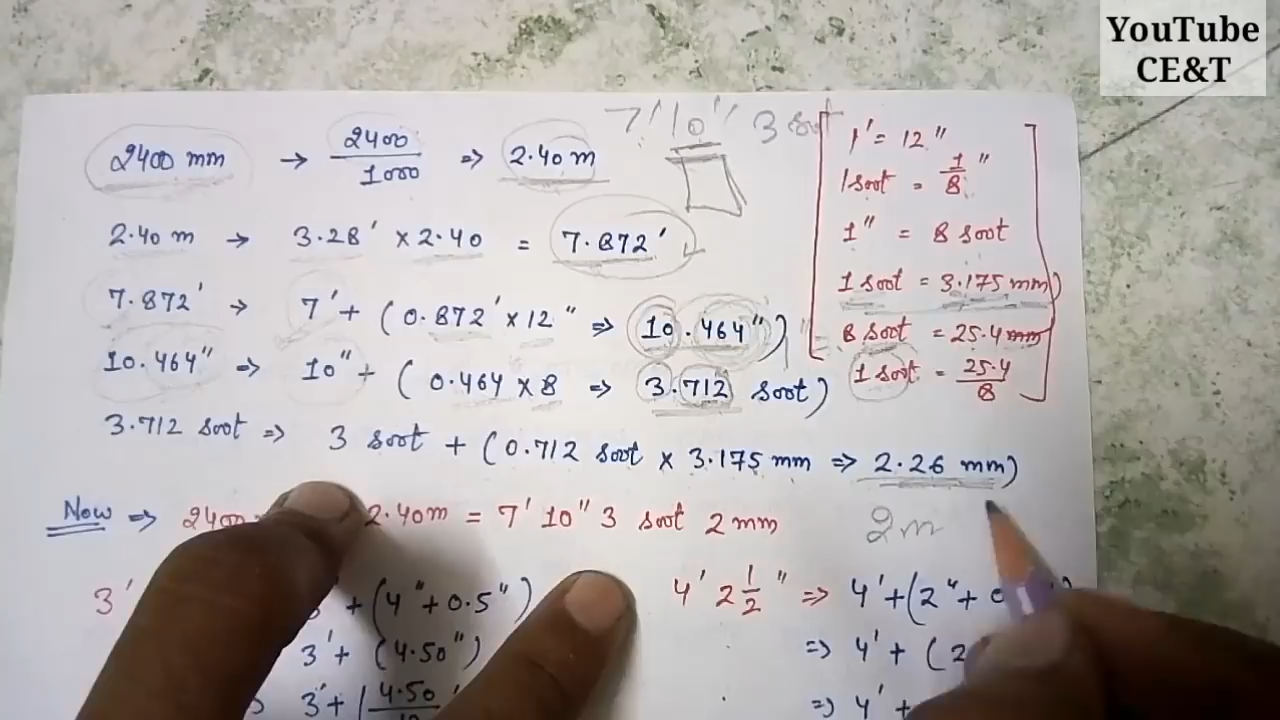 YouTube
CE&T
7'10" 3 soot
2400 mm → 2400/1000 ⇒ 2.40 m
2.40 m → 3.28' × 2.40 = 7.872'
7.872' → 7' + (0.872' × 12" ⇒ 10.464")
10.464" ⇒ 10" + (0.464 × 8 ⇒ 3.712 soot)
3.712 soot ⇒ 3 soot + (0.712 soot × 3.175 mm ⇒ 2.26 mm)
1' = 12"
1 soot = 1/8"
1" = 8 soot
1 soot = 3.175 mm
8 soot = 25.4 mm
1 soot = 25.4/8
Now ⇒ 2400 2.40m = 7' 10" 3 soot 2 mm
2m
3' + (4" + 0.5")
3' + (4.50")
3' + (4.50
4' 2 1/2" ⇒ 4' + (2" +
⇒ 4' + (2
⇒ 4' +